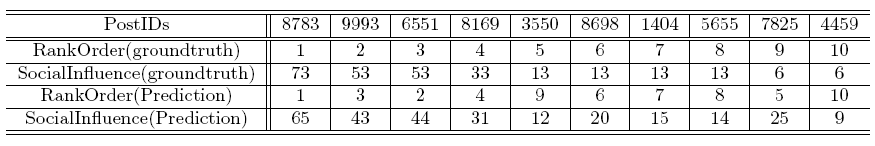 PostIDs 8783 9993 6551 8169 3550 8698 1404 5655 7825 4459
RankOrder(groundtruth) 1 2 3 4 5 6 7 8 9 10
SocialInfluence(groundtruth) 73 53 53 33 13 13 13 13 6 6
RankOrder(Prediction) 1 3 2 4 9 6 7 8 5 10
SocialInfluence(Prediction) 65 43 44 31 12 20 15 14 25 9